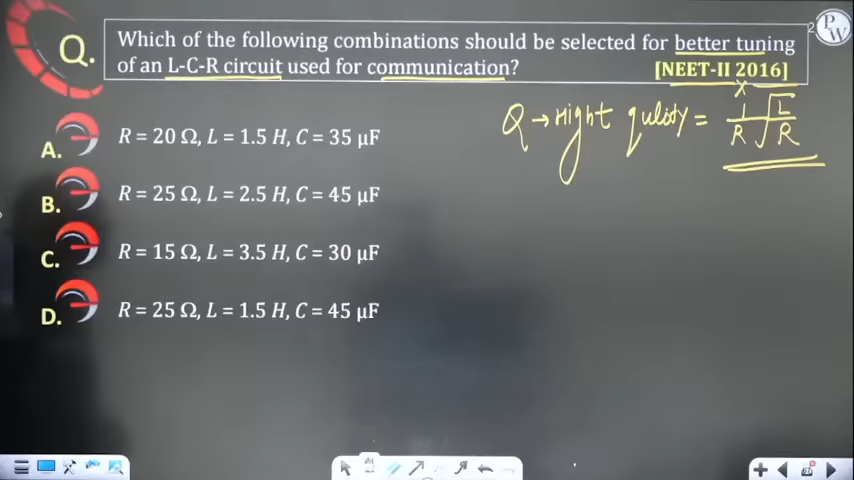 2
P
W
Q.
Which of the following combinations should be selected for better tuning
of an L-C-R circuit used for communication?
[NEET-II 2016]
Q → Hight qulity = 1/R √L/R
x
A. R = 20 Ω, L = 1.5 H, C = 35 μF
B. R = 25 Ω, L = 2.5 H, C = 45 μF
C. R = 15 Ω, L = 3.5 H, C = 30 μF
D. R = 25 Ω, L = 1.5 H, C = 45 μF